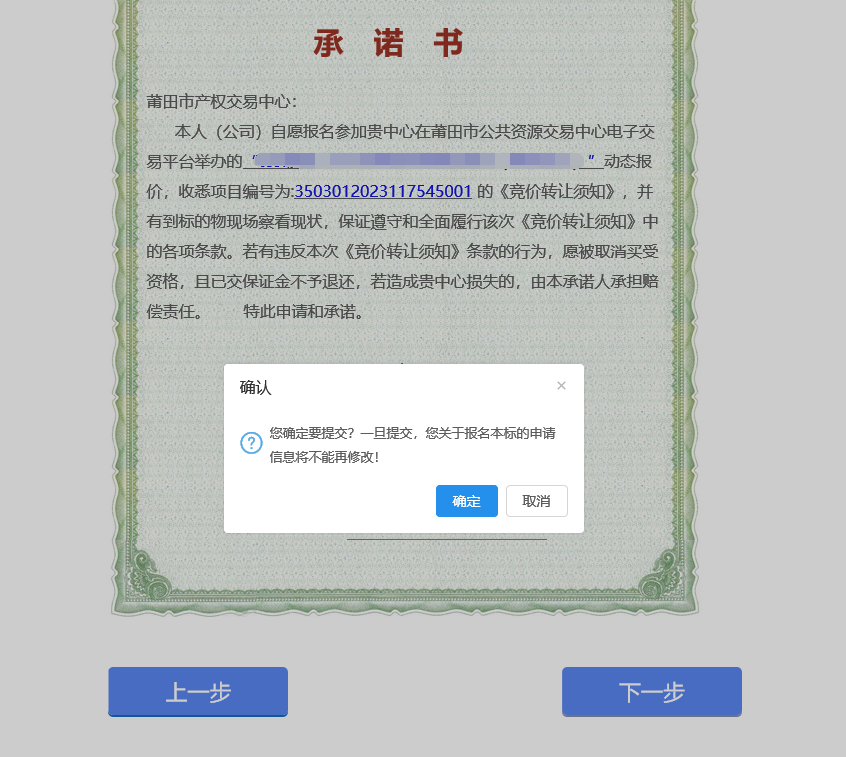 承 诺 书
莆田市产权交易中心：
本人（公司）自愿报名参加贵中心在莆田市公共资源交易中心电子交
易平台举办的“ ”动态报
价，收悉项目编号为:3503012023117545001 的《竞价转让须知》，并
有到标的物现场察看现状，保证遵守和全面履行该次《竞价转让须知》中
的各项条款。若有违反本次《竞价转让须知》条款的行为，愿被取消买受
资格，且已交保证金不予退还，若造成贵中心损失的，由本承诺人承担赔
偿责任。 特此申请和承诺。
确认
×
您确定要提交？一旦提交，您关于报名本标的申请
信息将不能再修改！
确定 取消
上一步 下一步